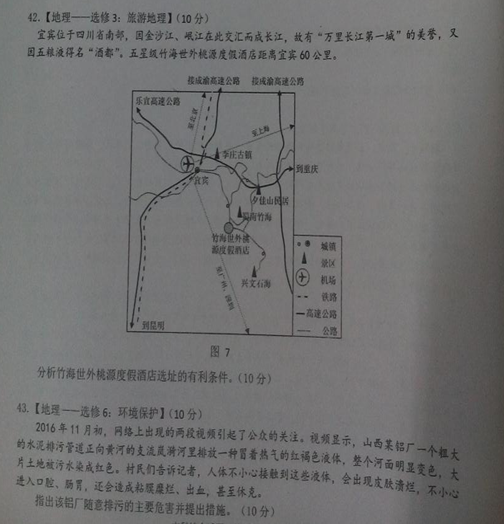 42.【地理——选修3：旅游地理】(10分)
宜宾位于四川省南部，因金沙江、岷江在此交汇而成长江，故有“万里长江第一城”的美誉，又
因五粮液得名“酒都”。五星级竹海世外桃源度假酒店距离宜宾60公里。
接成渝高速公路 接成渝高速公路
乐宜高速公路
至北京
至上海
李庄古镇
到重庆
宜宾
夕佳山民居
蜀南竹海
竹海世外桃
源度假酒店
至广州、深圳
兴文石海
到昆明
城镇
景区
机场
铁路
高速公路
公路
图 7
分析竹海世外桃源度假酒店选址的有利条件。(10分)
43.【地理——选修6：环境保护】(10分)
2016年11月初，网络上出现的两段视频引起了公众的关注。视频显示，山西某铝厂一个粗大
的水泥排污管道正向黄河的支流岚漪河里排放一种冒着热气的红褐色液体，整个河面明显变色，大
片土地被污水染成红色。村民们告诉记者，人体不小心接触到这些液体，会出现皮肤溃烂，不小心
进入口腔、肠胃，还会造成粘膜糜烂、出血，甚至休克。
指出该铝厂随意排污的主要危害并提出措施。(10分)